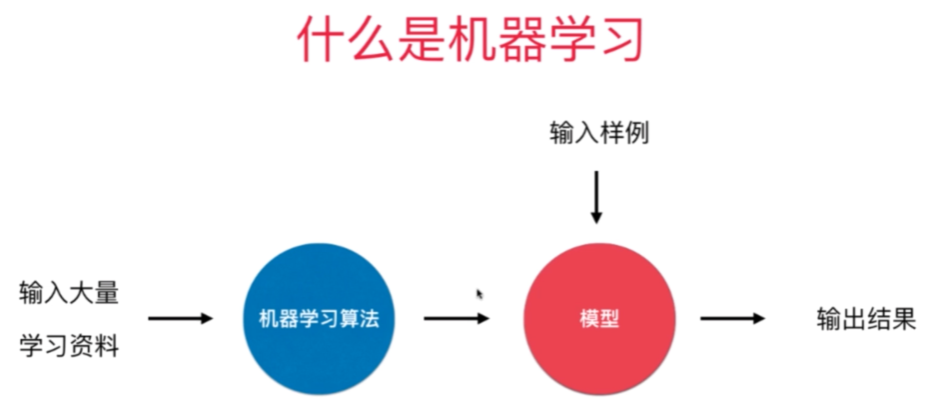 什么是机器学习
输入样例
输入大量
学习资料
机器学习算法
模型
输出结果